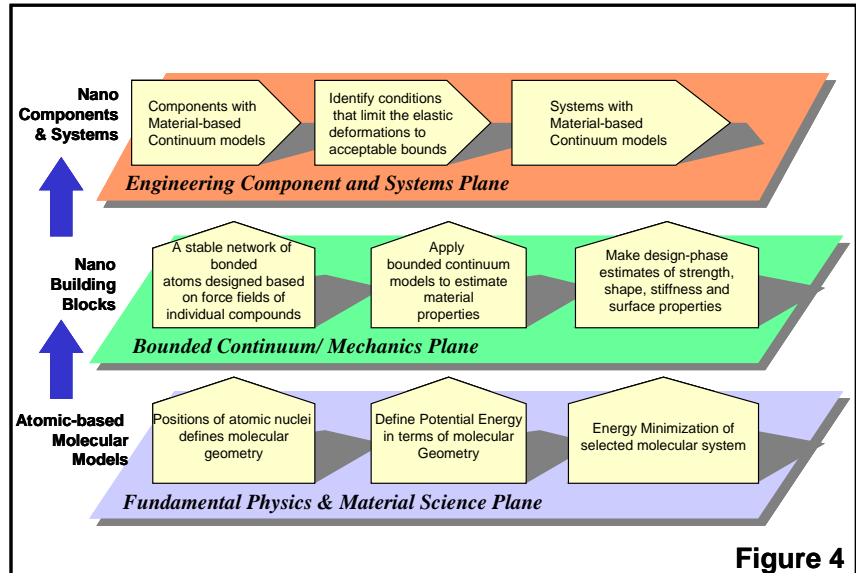 Nano
Components
& Systems
Components with
Material-based
Continuum models
Identify conditions
that limit the elastic
deformations to
acceptable bounds
Systems with
Material-based
Continuum models
Engineering Component and Systems Plane
Nano
Building
Blocks
A stable network of
bonded
atoms designed based
on force fields of
individual compounds
Apply
bounded continuum
models to estimate
material
properties
Make design-phase
estimates of strength,
shape, stiffness and
surface properties
Bounded Continuum/ Mechanics Plane
Atomic-based
Molecular
Models
Positions of atomic nuclei
defines molecular
geometry
Define Potential Energy
in terms of molecular
Geometry
Energy Minimization of
selected molecular system
Fundamental Physics & Material Science Plane
Figure 4